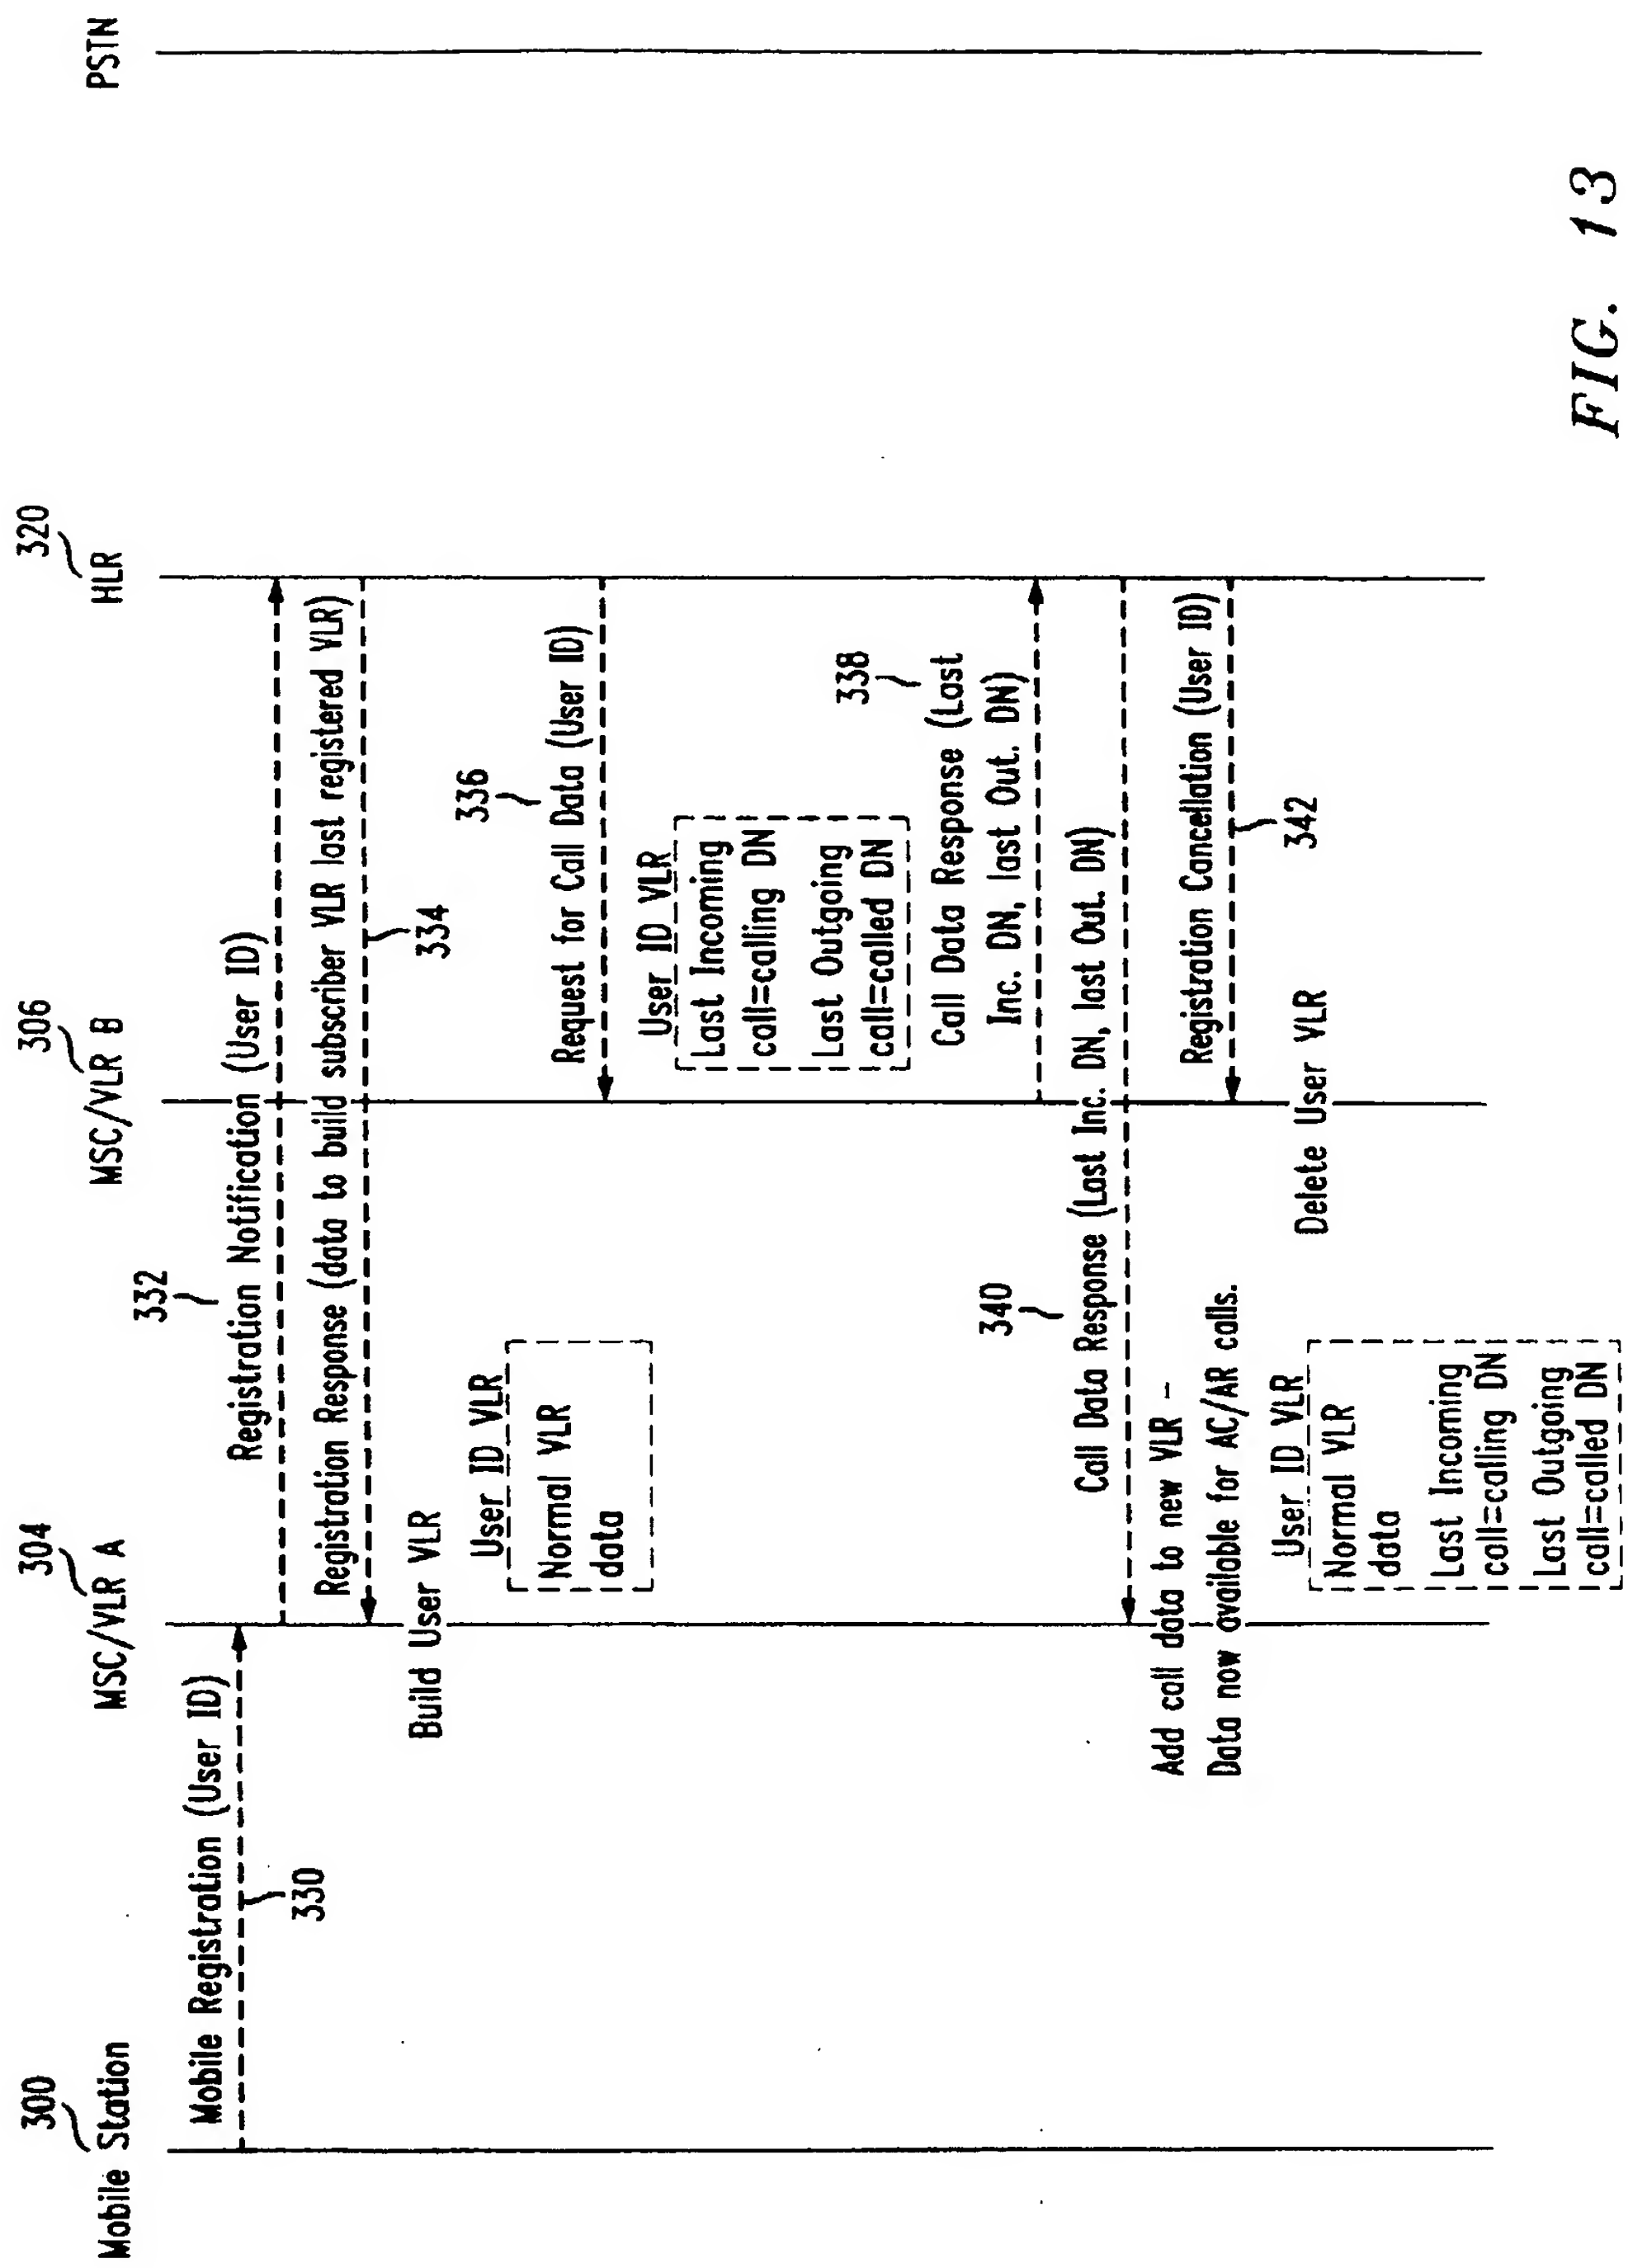 300
Mobile Station
304
MSC/VLR A
306
MSC/VLR B
320
HLR
PSTN
Mobile Registration (User ID)
330
332
Registration Notification (User ID)
Registration Response (data to build subscriber VLR last registered VLR)
334
Build User VLR
User ID VLR
Normal VLR
data
336
Request for Call Data (User ID)
User ID VLR
Last Incoming
call=calling DN
Last Outgoing
call=called DN
338
Call Data Response (Last
Inc. DN, last Out. DN)
340
Call Data Response (Last Inc. DN, last Out. DN)
Add call data to new VLR –
Data now available for AC/AR calls.
Registration Cancellation (User ID)
342
Delete User VLR
User ID VLR
Normal VLR
data
Last Incoming
call=calling DN
Last Outgoing
call=called DN
FIG. 13